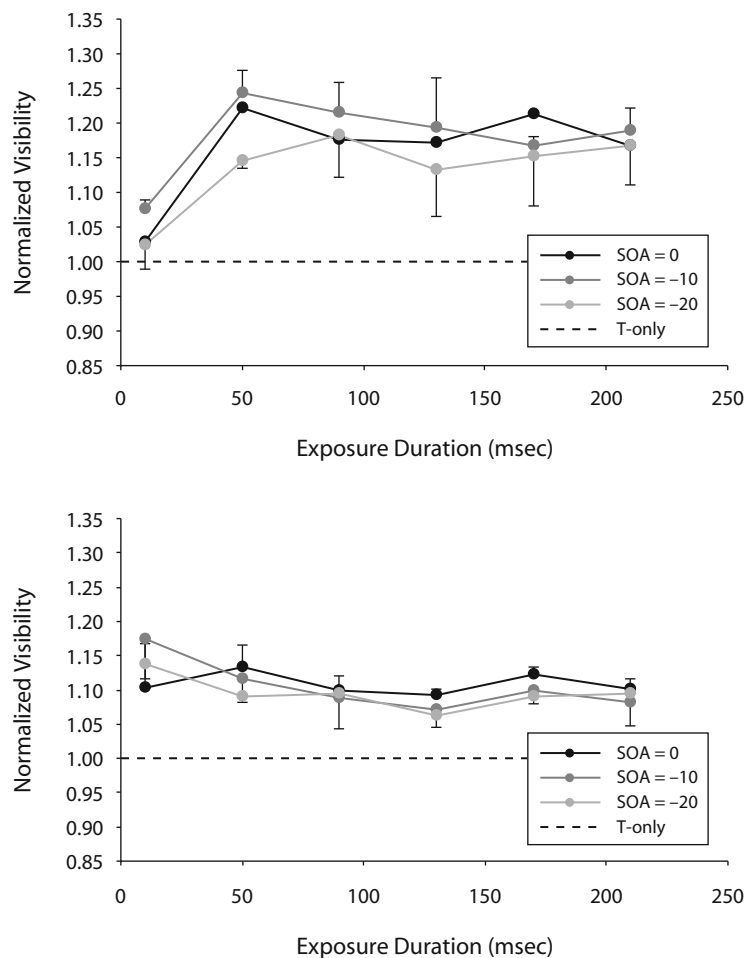 1.35
1.30
1.25
1.20
1.15
1.10
1.05
1.00
0.95
0.90
0.85
Normalized Visibility
SOA = 0
SOA = –10
SOA = –20
T-only
0 50 100 150 200 250
Exposure Duration (msec)
1.35
1.30
1.25
1.20
1.15
1.10
1.05
1.00
0.95
0.90
0.85
Normalized Visibility
SOA = 0
SOA = –10
SOA = –20
T-only
0 50 100 150 200 250
Exposure Duration (msec)